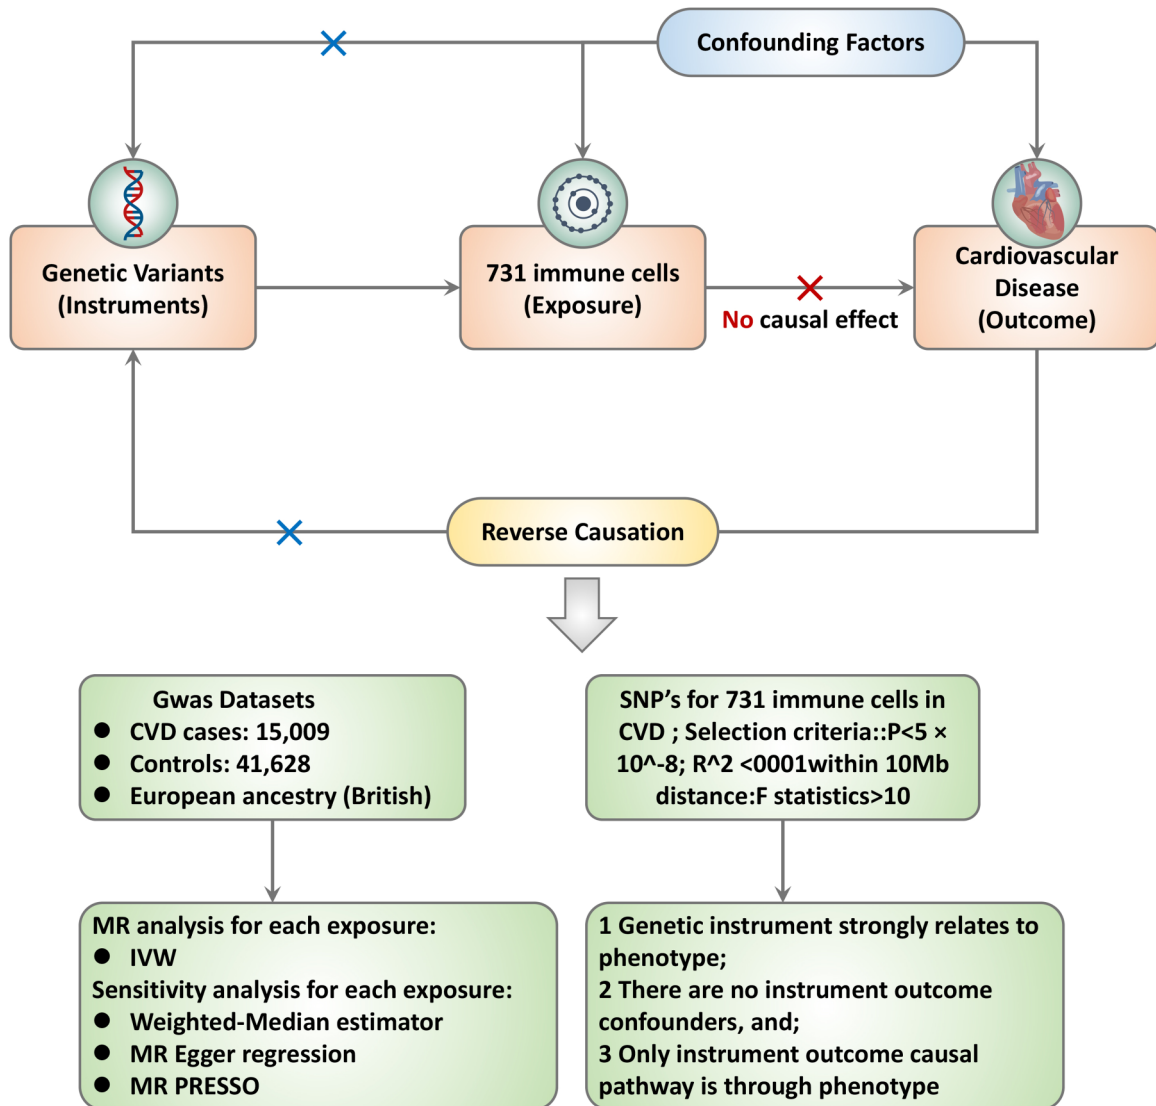 Confounding Factors
Genetic Variants
(Instruments)
731 immune cells
(Exposure)
No causal effect
Cardiovascular
Disease
(Outcome)
Reverse Causation
Gwas Datasets
● CVD cases: 15,009
● Controls: 41,628
● European ancestry (British)
SNP's for 731 immune cells in
CVD ; Selection criteria::P<5 ×
10^-8; R^2 <0001within 10Mb
distance:F statistics>10
MR analysis for each exposure:
● IVW
Sensitivity analysis for each exposure:
● Weighted-Median estimator
● MR Egger regression
● MR PRESSO
1 Genetic instrument strongly relates to
phenotype;
2 There are no instrument outcome
confounders, and;
3 Only instrument outcome causal
pathway is through phenotype